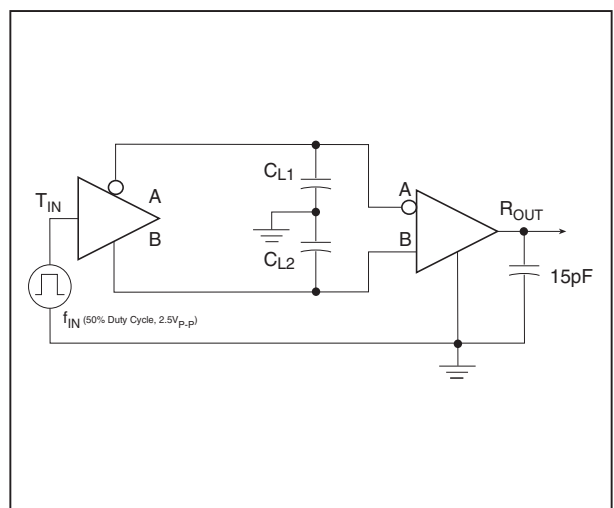 C_L1
A
A
T_IN
R_OUT
B
B
C_L2
15pF
f_IN (50% Duty Cycle, 2.5V_P-P)